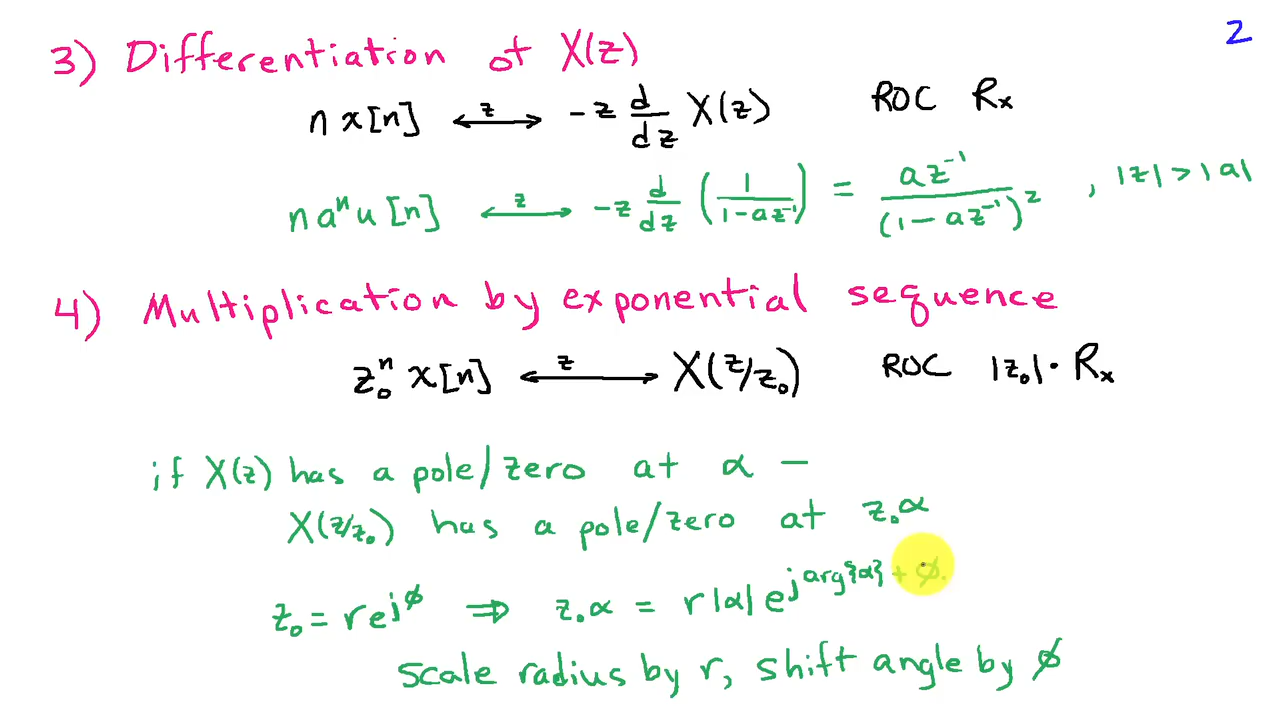 2
3) Differentiation of X(z)
n x[n] ⟷ᶻ -z d/dz X(z) ROC Rₓ
n aⁿ u[n] ⟷ᶻ -z d/dz (1/(1-az⁻¹)) = az⁻¹/(1-az⁻¹)² , |z|>|a|
4) Multiplication by exponential sequence
z₀ⁿ x[n] ⟷ᶻ X(z/z₀) ROC |z₀|·Rₓ
if X(z) has a pole/zero at α –
X(z/z₀) has a pole/zero at z₀α
z₀ = re^{jϕ} ⇒ z₀α = r|α|e^{j arg{α} + ϕ}
scale radius by r, shift angle by ϕ